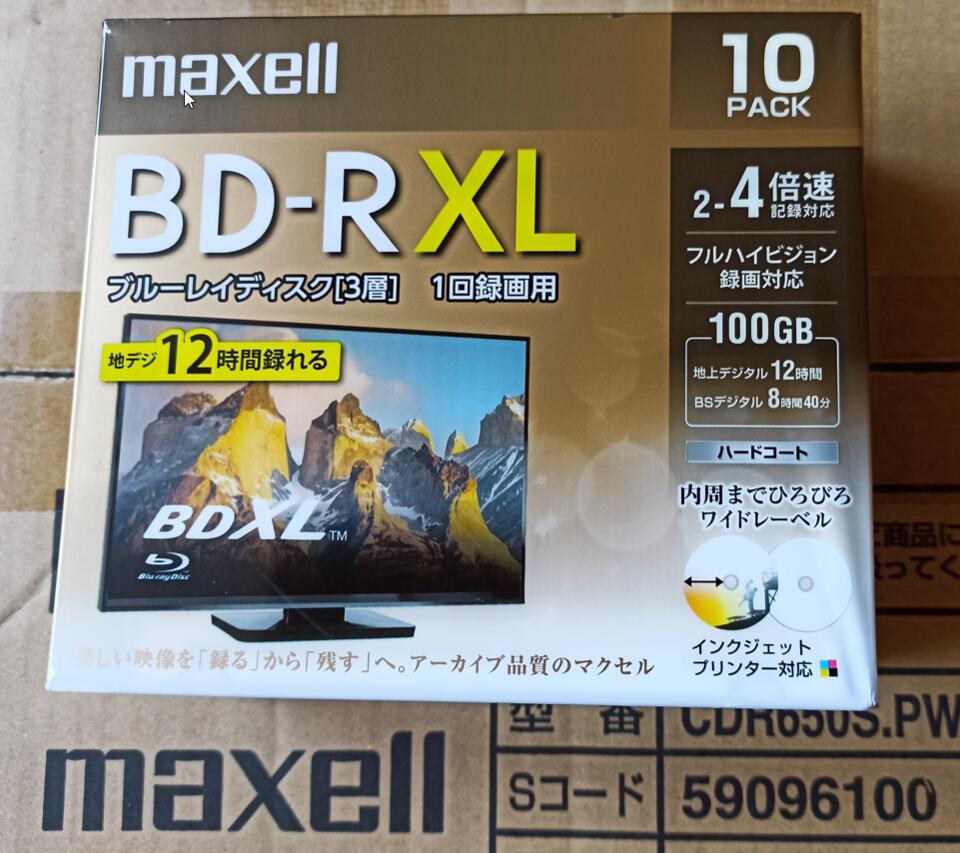 maxell
10
PACK
BD-R XL
ブルーレイディスク[3層] 1回録画用
2-4倍速
記録対応
フルハイビジョン
録画対応
100GB
地上デジタル12時間
BSデジタル 8時間40分
ハードコート
内周までひろびろ
ワイドレーベル
インクジェット
プリンター対応
地デジ12時間録れる
BDXL™
Blu-ray Disc
美しい映像を「録る」から「残す」へ。アーカイブ品質のマクセル
商品に
ってく
maxell
型番 CDR650S.PW
Sコード 59096100